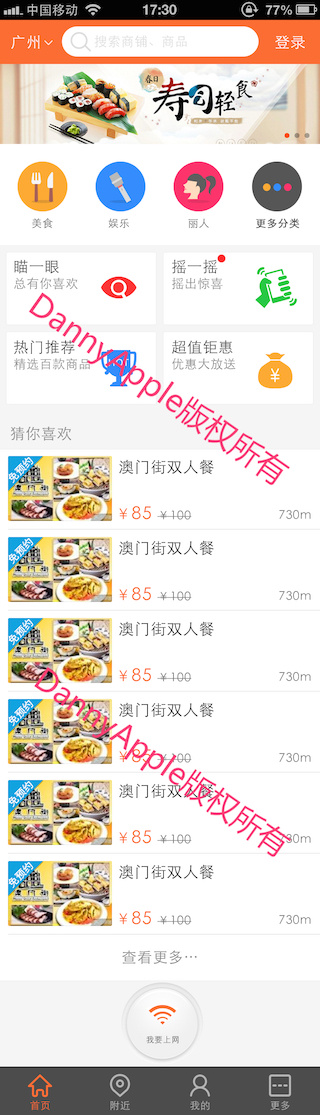 中国移动 17:30 77%
广州 搜索商铺、商品 登录
春日
寿司轻食
美食 娱乐 丽人 更多分类
瞄一眼
总有你喜欢
摇一摇
摇出惊喜
热门推荐
精选百款商品
HOT
超值钜惠
优惠大放送
DannyApple版权所有
猜你喜欢
免预约
澳门街双人餐
¥85 ¥100 730m
免预约
澳门街双人餐
¥85 ¥100 730m
免预约
澳门街双人餐
¥85 ¥100 730m
免预约
澳门街双人餐
¥85 ¥100 730m
DannyApple版权所有
免预约
澳门街双人餐
¥85 ¥100 730m
免预约
澳门街双人餐
¥85 ¥100 730m
查看更多…
我要上网
首页 附近 我的 更多